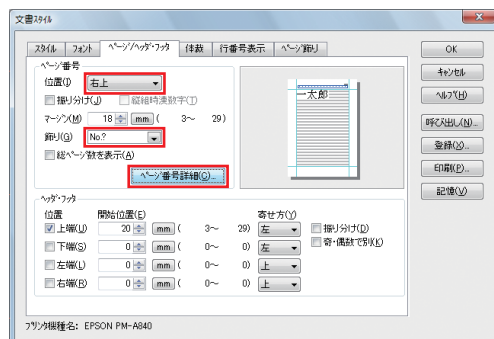 文書スタイル
スタイル フォント ページ/ヘッダ・フッタ 体裁 行番号表示 ページ飾り
ページ番号
位置(I) 右上
振り分け(J) 縦組時漢数字(T)
マージン(M) 18 mm ( 3～ 29)
飾り(G) No.?
総ページ数を表示(A)
ページ番号詳細(C)...
一太郎
ヘッダ・フッタ
位置 開始位置(E) 寄せ方(Y)
上端(U) 20 mm ( 3～ 29) 左 振り分け(D)
下端(S) 0 mm ( 0～ 0) 左 奇・偶数で別(K)
左端(L) 0 mm ( 0～ 0) 上
右端(R) 0 mm ( 0～ 0) 上
プリンタ機種名: EPSON PM-A840
OK
キャンセル
ヘルプ(H)
呼び出し(N)...
登録(X)...
印刷(P)...
記憶(V)